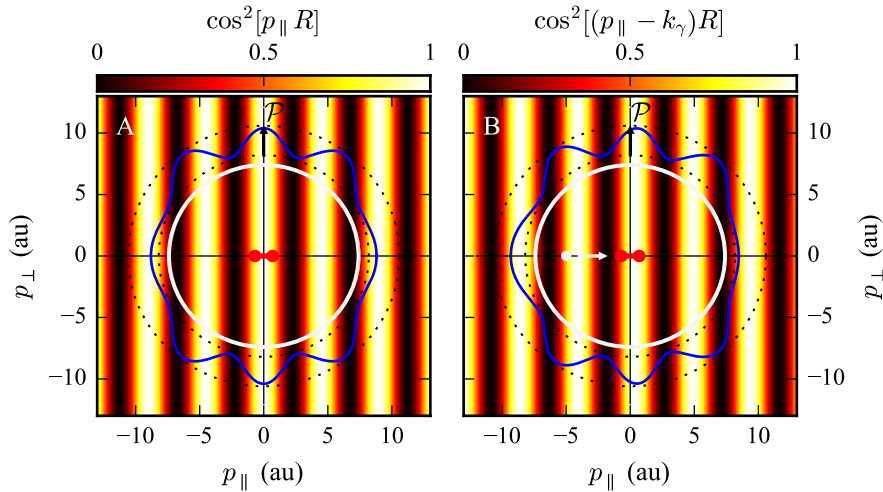 cos²[p∥R] cos²[(p∥ − kγ)R]
0 0.5 1 0 0.5 1
A 𝒫 B 𝒫
10 10
5 5
p⊥ (au) 0 0 p⊥ (au)
−5 −5
−10 −10
−10 −5 0 5 10 −10 −5 0 5 10
p∥ (au) p∥ (au)